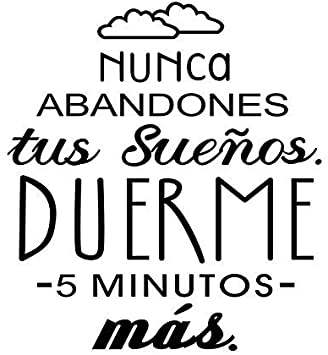 NUNCA
ABANDONES
tus Sueños.
DUERME
-5 MINUTOS-
más.